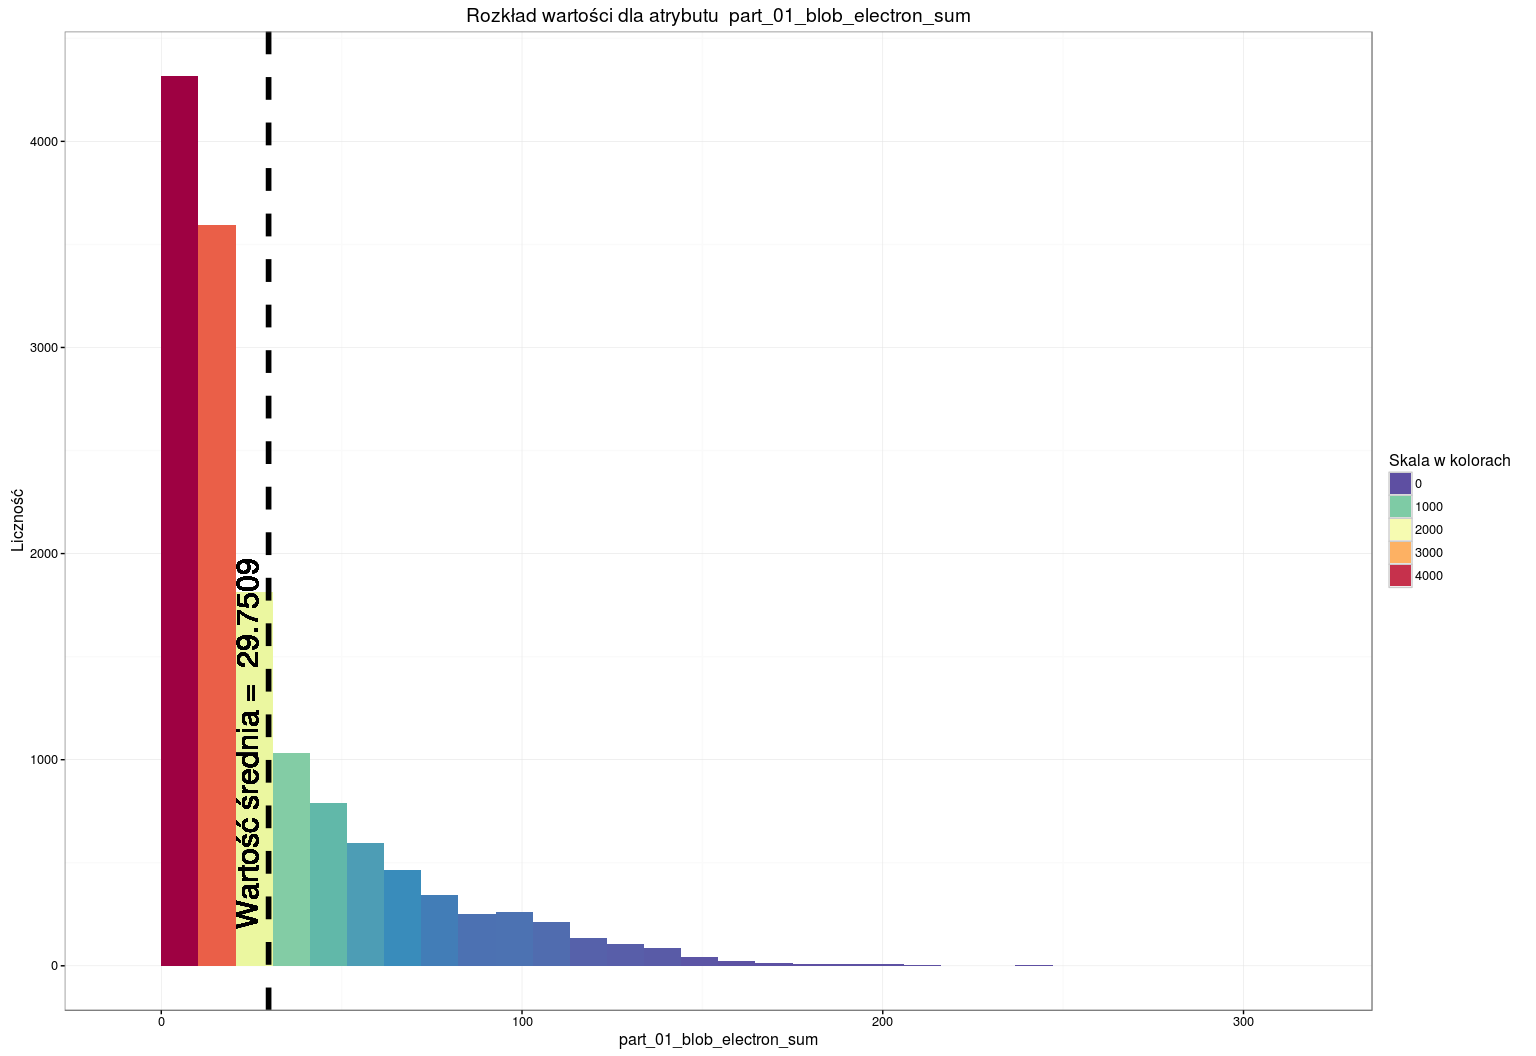 Rozkład wartości dla atrybutu  part_01_blob_electron_sum
Liczność
4000
3000
2000
1000
0
Wartość średnia =  29.7509
0
100
200
300
part_01_blob_electron_sum
Skala w kolorach
0
1000
2000
3000
4000